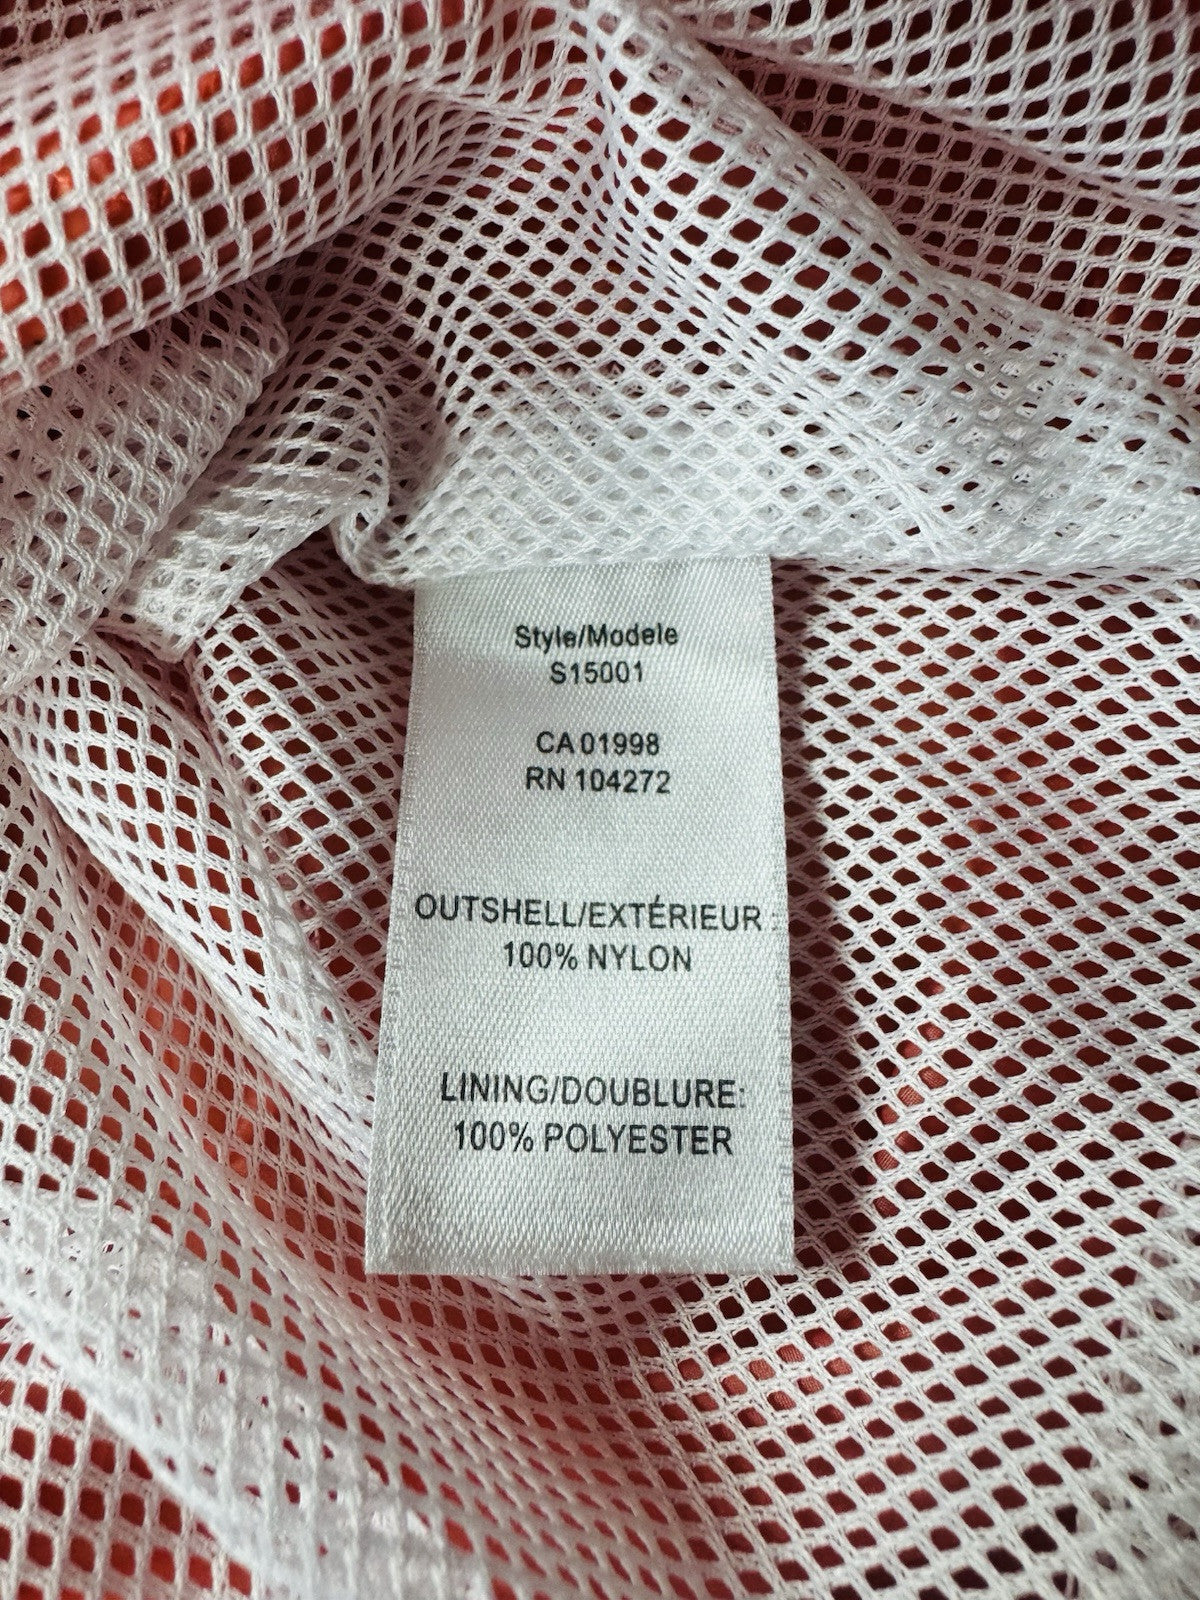 Style/Modele
S15001
CA 01998
RN 104272
OUTSHELL/EXTÉRIEUR:
100% NYLON
LINING/DOUBLURE:
100% POLYESTER